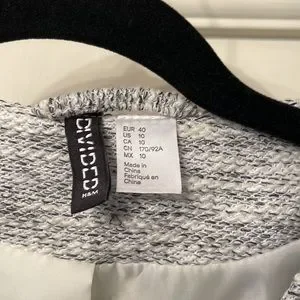 DIVIDED
H&M
EUR 40
US 10
CA 10
CN 170/92A
MX 10
Made in
China
Fabriqué en
Chine